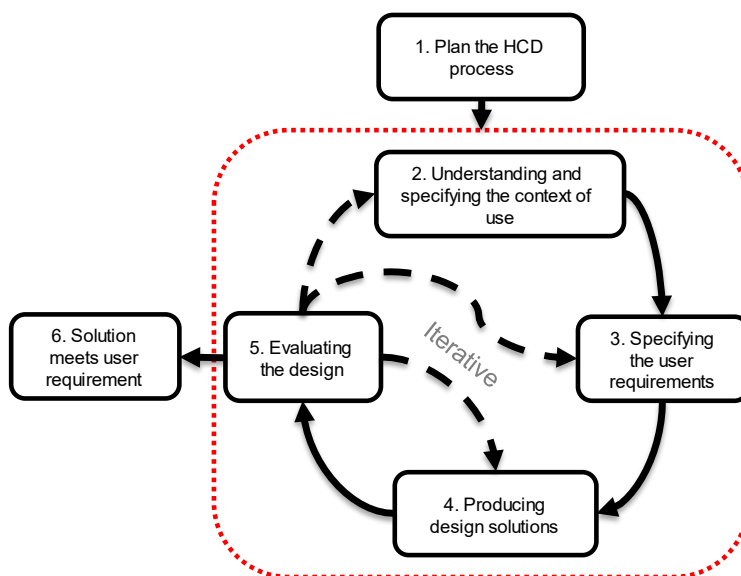 1. Plan the HCD
process
2. Understanding and
specifying the context of
use
Iterative
3. Specifying
the user
requirements
4. Producing
design solutions
5. Evaluating
the design
6. Solution
meets user
requirement